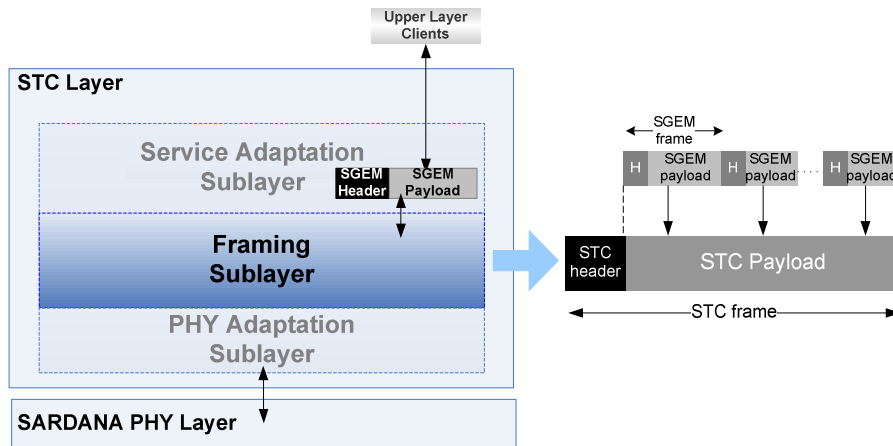 Upper Layer
Clients
STC Layer
Service Adaptation
Sublayer
SGEM
Header
SGEM
Payload
Framing
Sublayer
PHY Adaptation
Sublayer
SARDANA PHY Layer
SGEM
frame
H
SGEM
payload
H
SGEM
payload
....
H
SGEM
payload
STC
header
STC Payload
STC frame